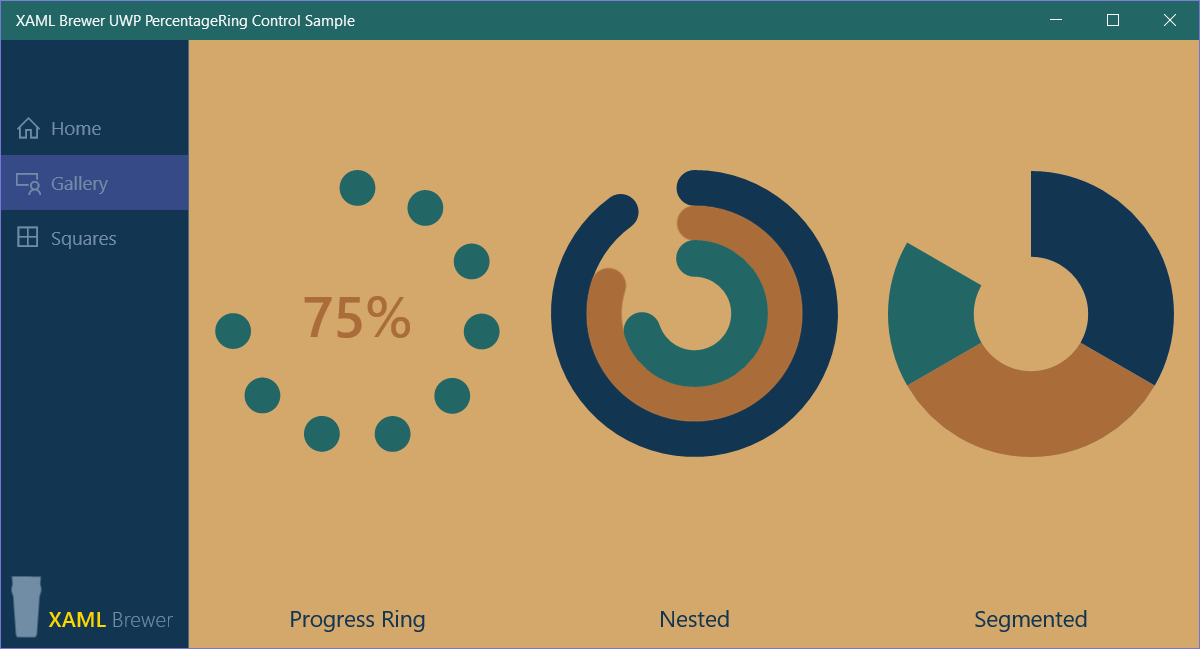 XAML Brewer UWP PercentageRing Control Sample
Home
Gallery
Squares
75%
XAML Brewer
Progress Ring
Nested
Segmented